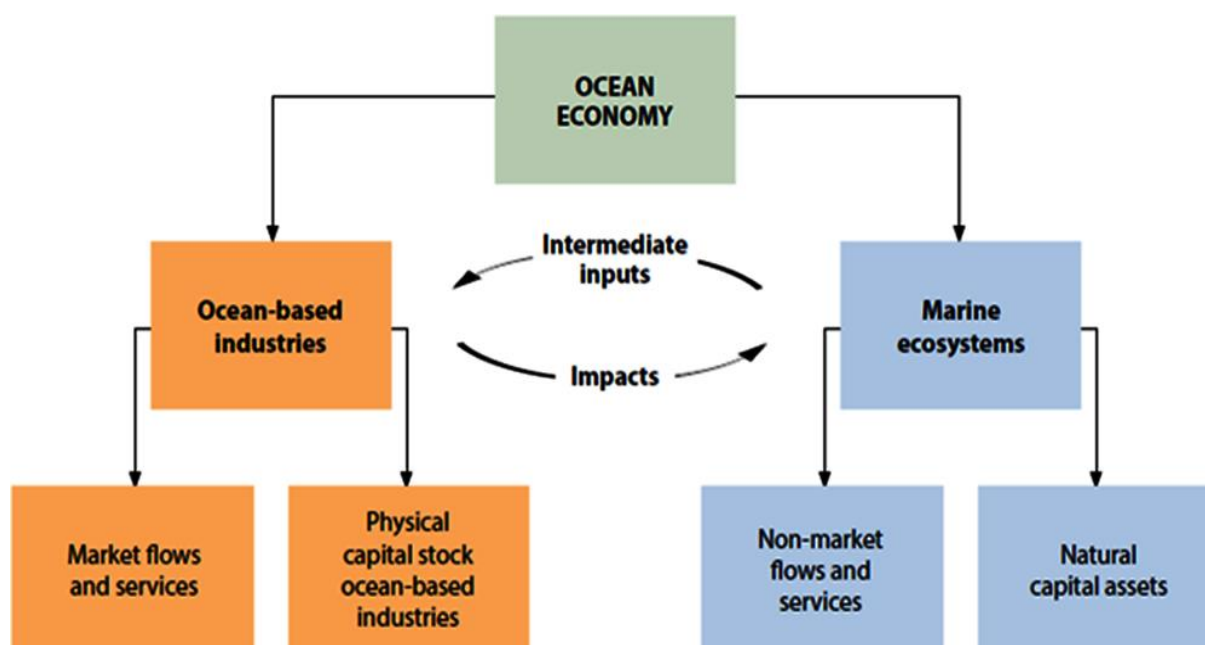 OCEAN
ECONOMY
Intermediate
inputs
Ocean-based
industries
Marine
ecosystems
Impacts
Market flows
and services
Physical
capital stock
ocean-based
industries
Non-market
flows and
services
Natural
capital assets